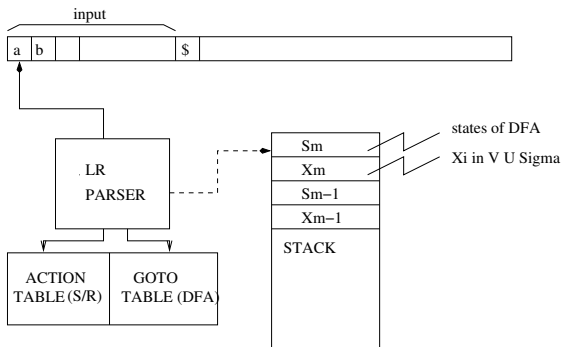 input
a b $
states of DFA
Sm
Xi in V U Sigma
Xm
LR
PARSER
Sm−1
Xm−1
STACK
ACTION
TABLE (S/R)
GOTO
TABLE (DFA)